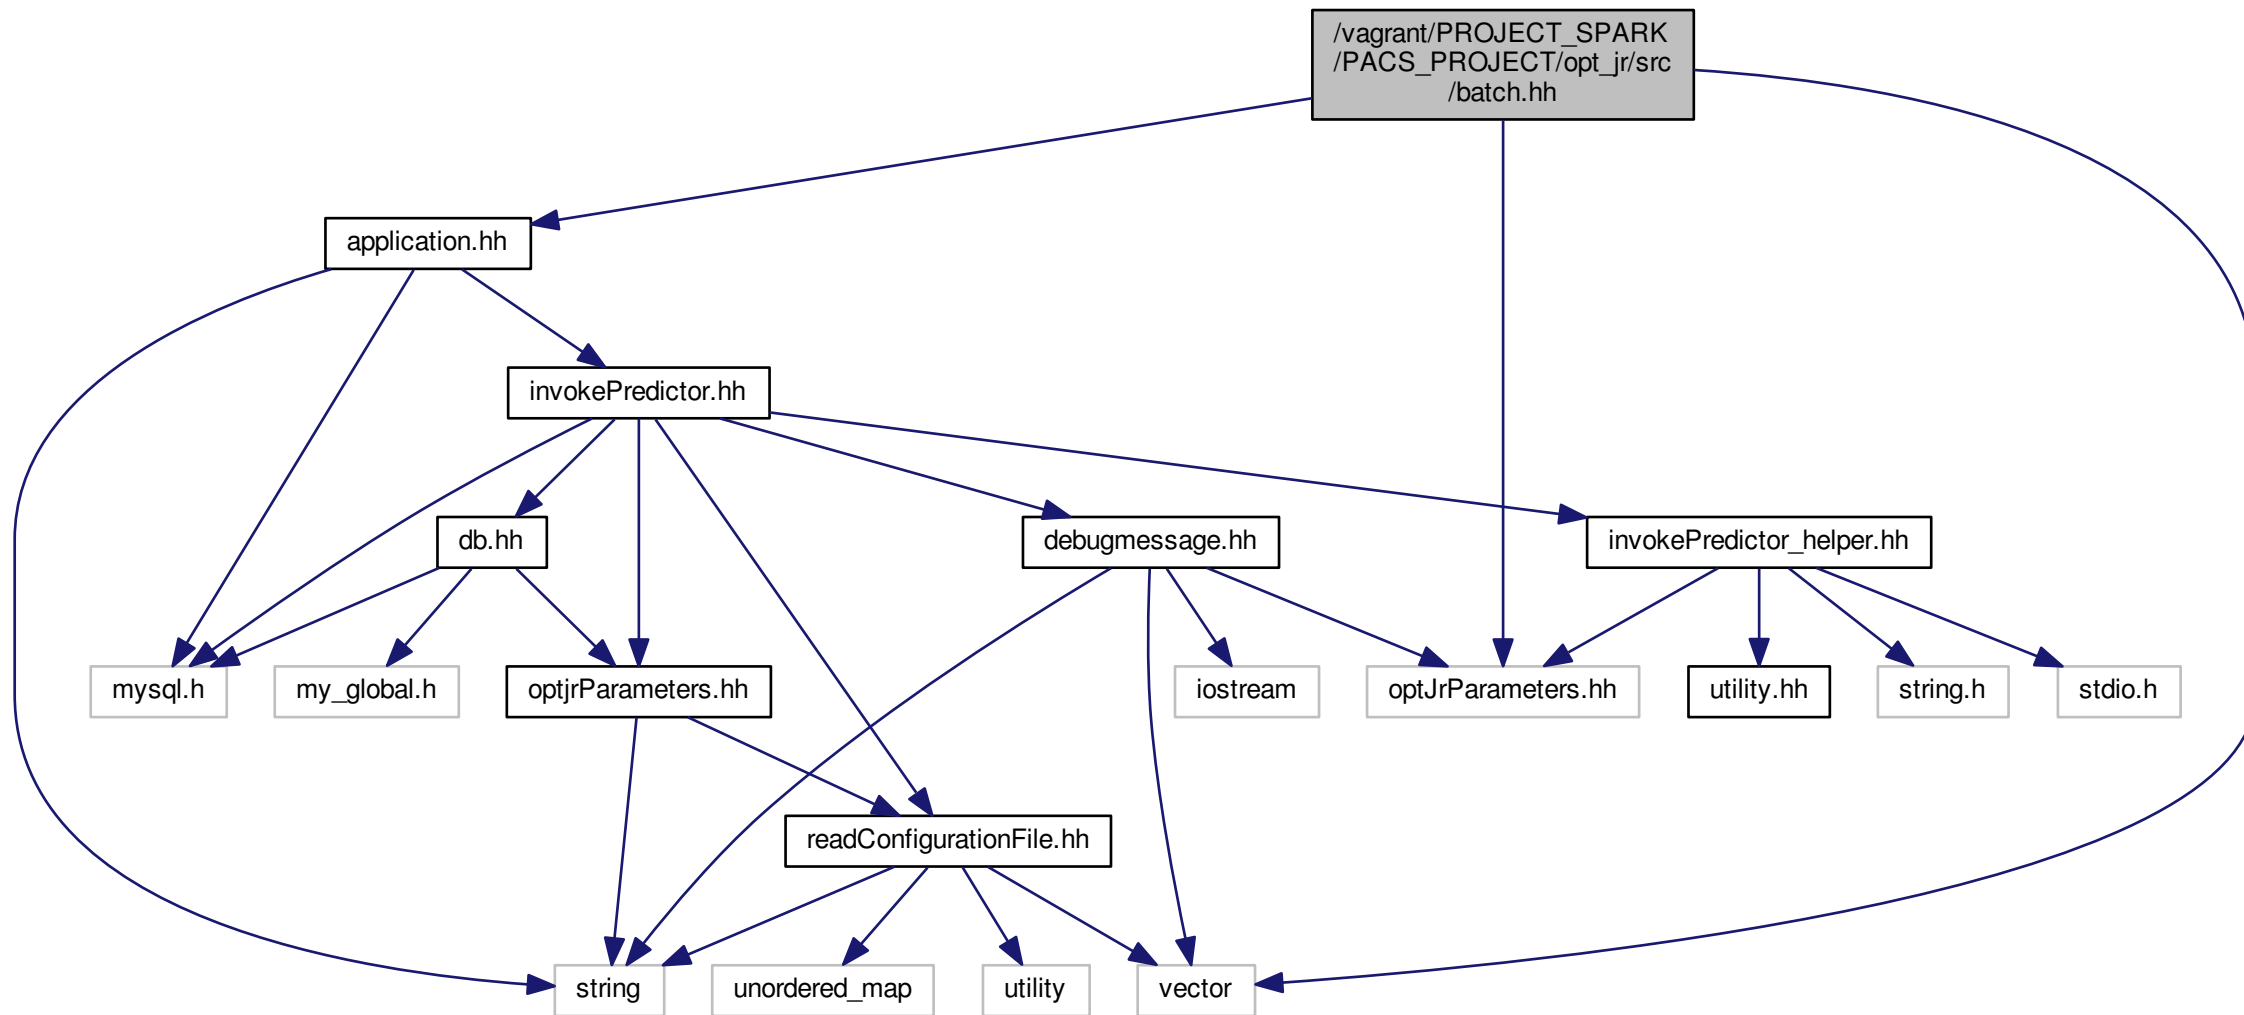 /vagrant/PROJECT_SPARK
/PACS_PROJECT/opt_jr/src
/batch.hh
application.hh
invokePredictor.hh
db.hh
debugmessage.hh
invokePredictor_helper.hh
mysql.h
my_global.h
optjrParameters.hh
iostream
optJrParameters.hh
utility.hh
string.h
stdio.h
readConfigurationFile.hh
string
unordered_map
utility
vector